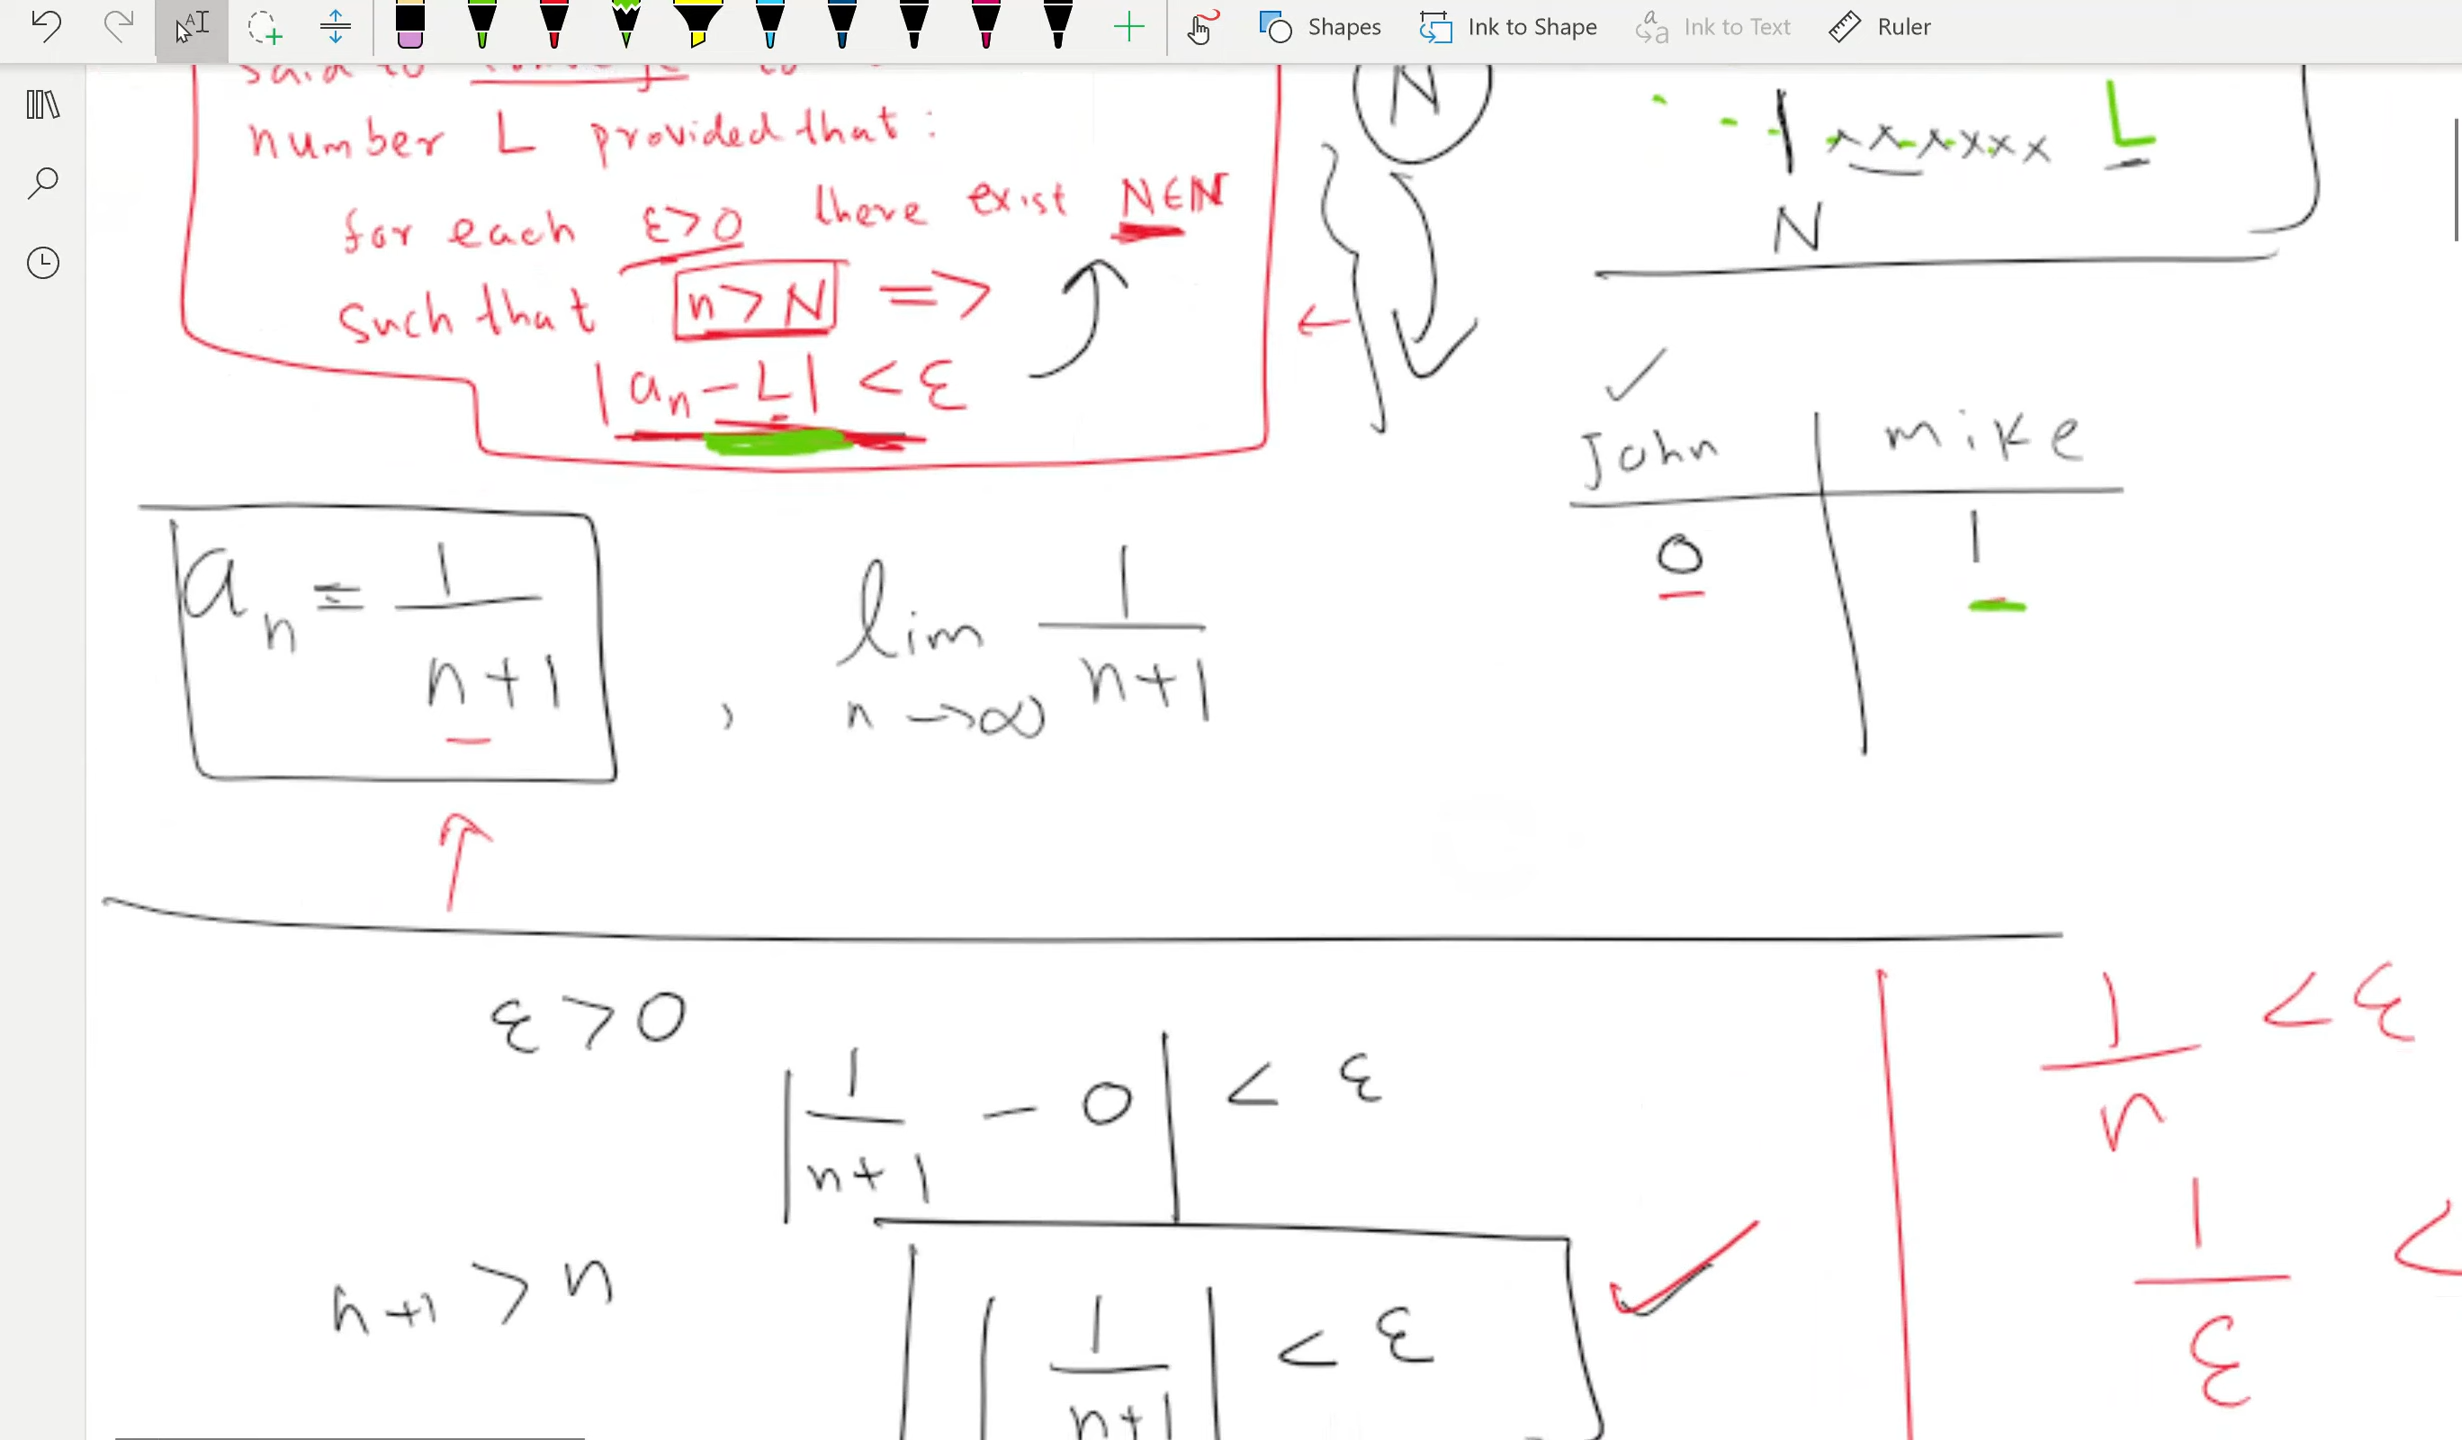 Shapes Ink to Shape Ink to Text Ruler
said to
number L provided that :
for each ε>0 there exist N∈N
Such that n>N =>
|an - L| < ε
N
L
N
John mike
0 1
an = 1/n+1 , lim n→∞ 1/n+1
ε>0
|1/n+1 - 0| < ε
n+1 > n
|1/n+1| < ε
1/n < ε
1/ε <